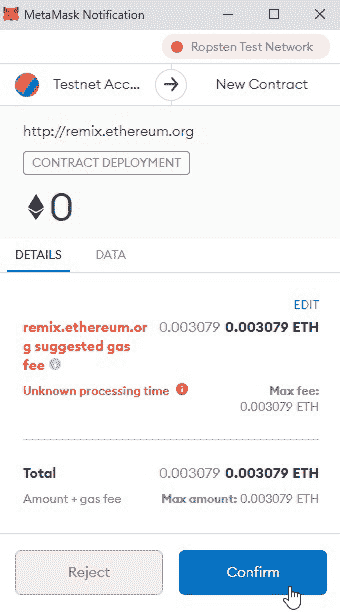 MetaMask Notification
Ropsten Test Network
Testnet Acc...
New Contract
http://remix.ethereum.org
CONTRACT DEPLOYMENT
0
DETAILS
DATA
EDIT
remix.ethereum.or 0.003079 0.003079 ETH
g suggested gas
fee
Unknown processing time
Max fee:
0.003079 ETH
Total 0.003079 0.003079 ETH
Amount + gas fee Max amount: 0.003079 ETH
Reject
Confirm